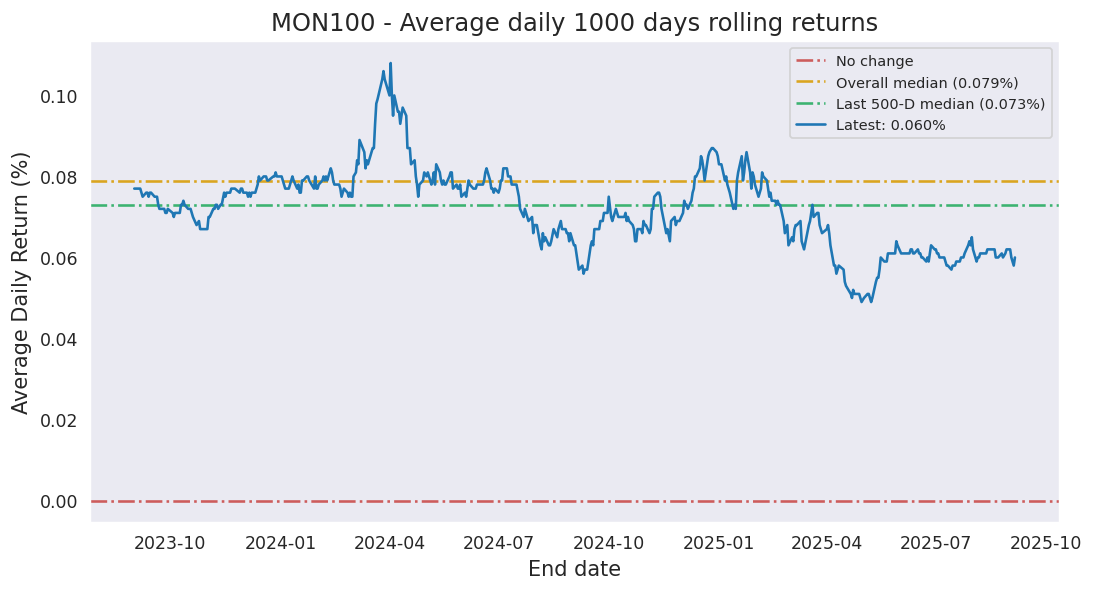 MON100 - Average daily 1000 days rolling returns
No change
Overall median (0.079%)
Last 500-D median (0.073%)
Latest: 0.060%
Average Daily Return (%)
0.10
0.08
0.06
0.04
0.02
0.00
2023-10 2024-01 2024-04 2024-07 2024-10 2025-01 2025-04 2025-07 2025-10
End date